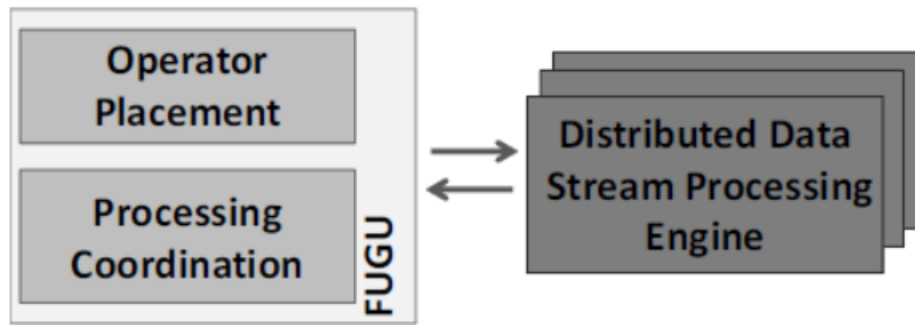 Operator
Placement
Processing
Coordination
FUGU
Distributed Data
Stream Processing
Engine